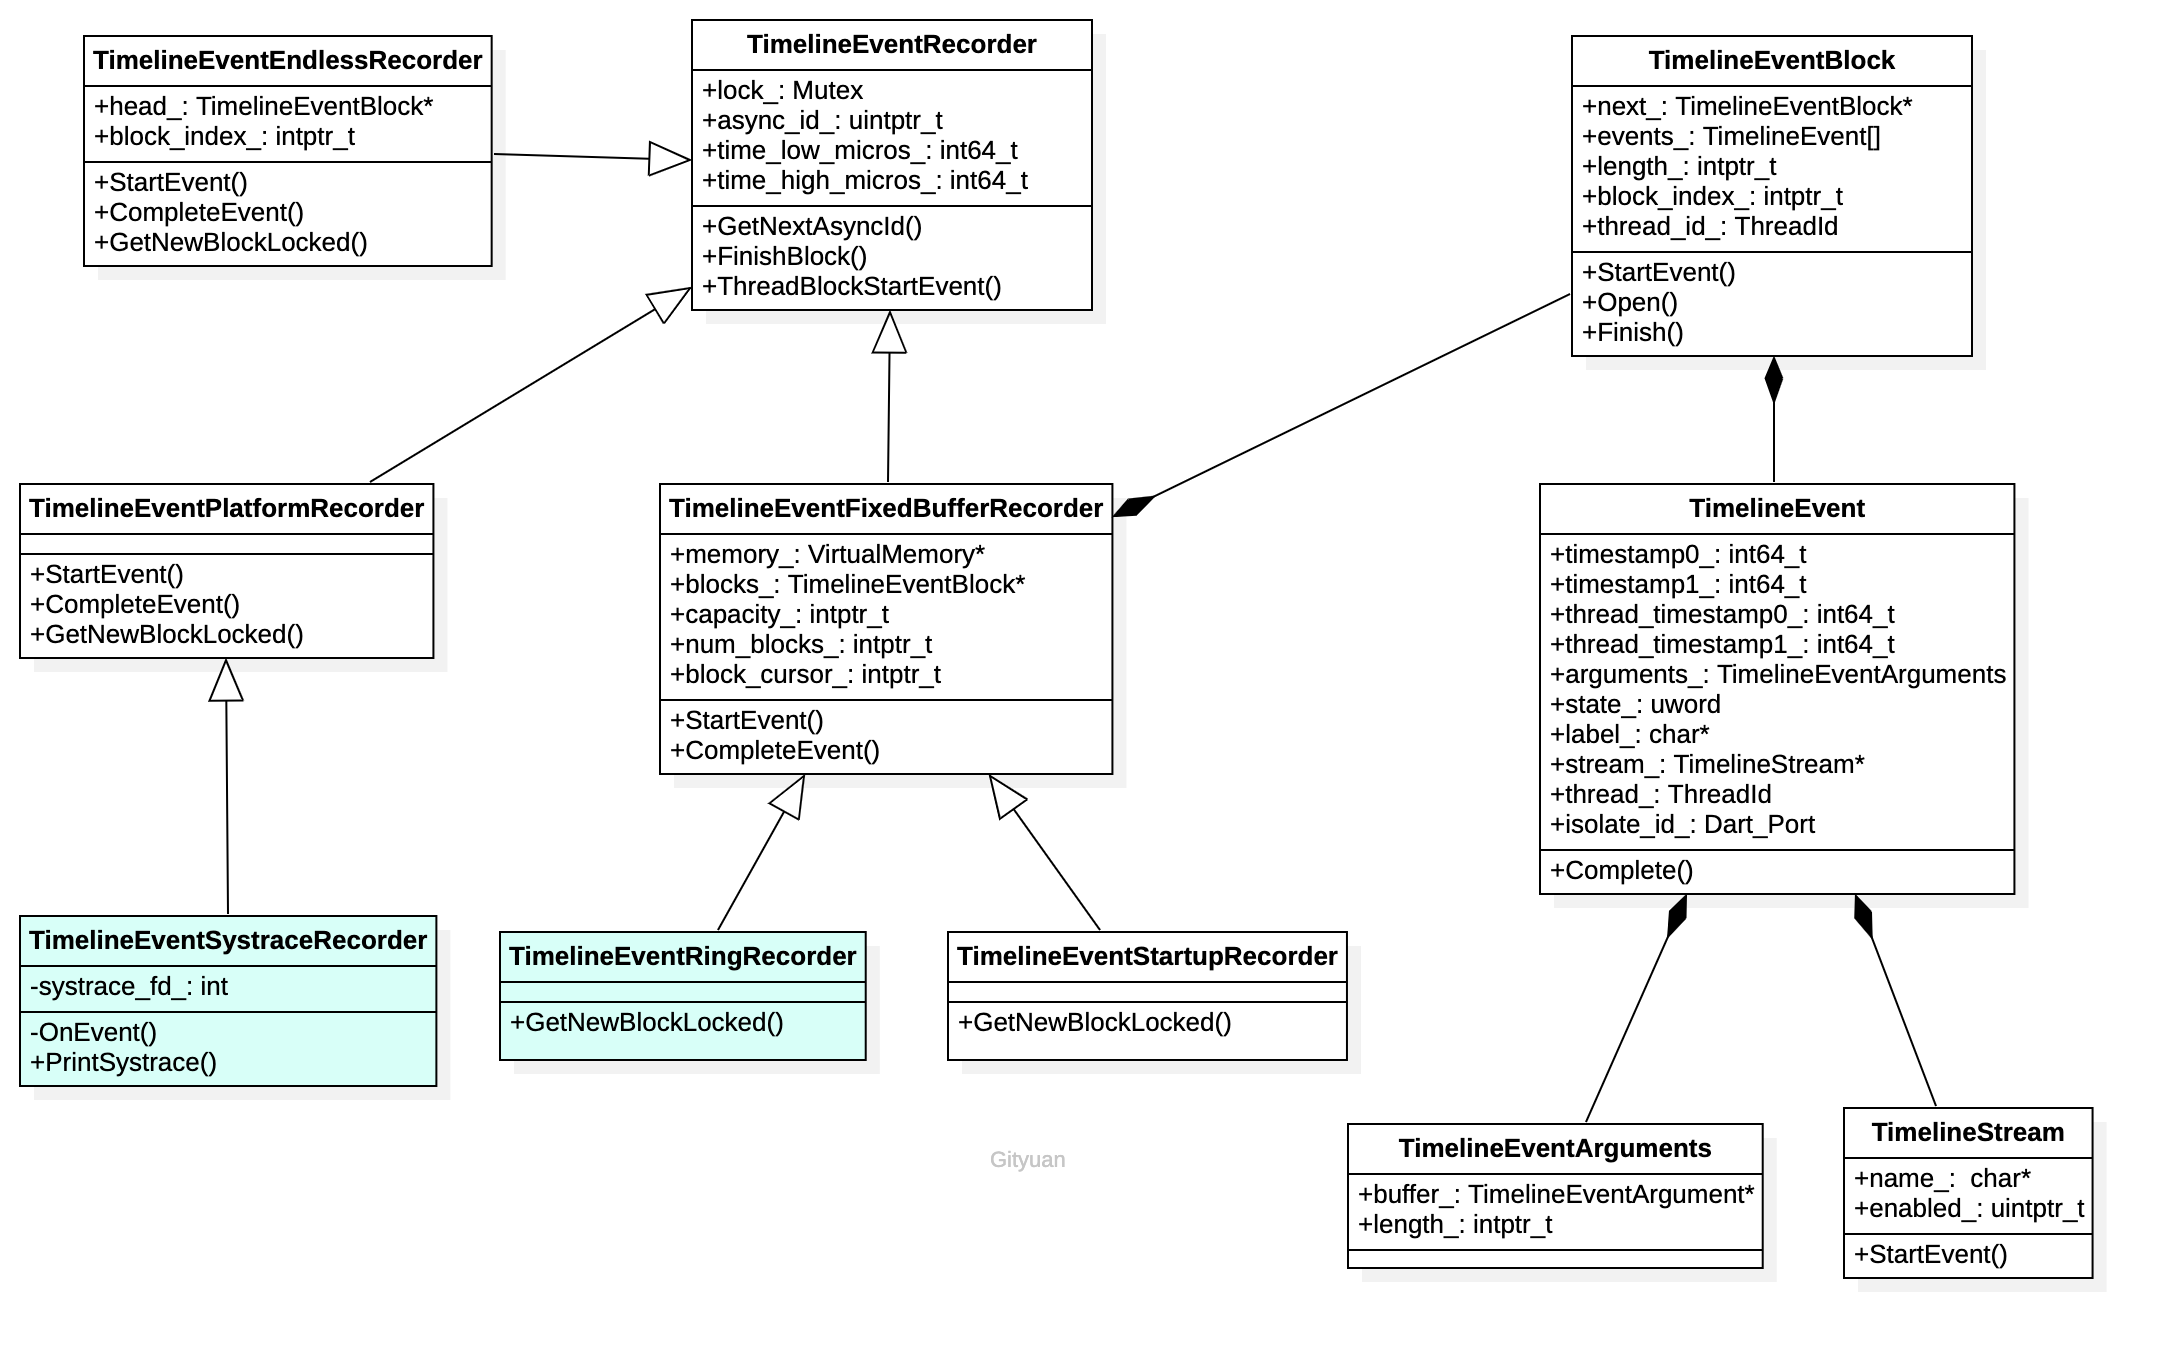 TimelineEventEndlessRecorder
+head_: TimelineEventBlock*
+block_index_: intptr_t
+StartEvent()
+CompleteEvent()
+GetNewBlockLocked()
TimelineEventRecorder
+lock_: Mutex
+async_id_: uintptr_t
+time_low_micros_: int64_t
+time_high_micros_: int64_t
+GetNextAsyncId()
+FinishBlock()
+ThreadBlockStartEvent()
TimelineEventBlock
+next_: TimelineEventBlock*
+events_: TimelineEvent[]
+length_: intptr_t
+block_index_: intptr_t
+thread_id_: ThreadId
+StartEvent()
+Open()
+Finish()
TimelineEventPlatformRecorder
+StartEvent()
+CompleteEvent()
+GetNewBlockLocked()
TimelineEventFixedBufferRecorder
+memory_: VirtualMemory*
+blocks_: TimelineEventBlock*
+capacity_: intptr_t
+num_blocks_: intptr_t
+block_cursor_: intptr_t
+StartEvent()
+CompleteEvent()
TimelineEvent
+timestamp0_: int64_t
+timestamp1_: int64_t
+thread_timestamp0_: int64_t
+thread_timestamp1_: int64_t
+arguments_: TimelineEventArguments
+state_: uword
+label_: char*
+stream_: TimelineStream*
+thread_: ThreadId
+isolate_id_: Dart_Port
+Complete()
TimelineEventSystraceRecorder
-systrace_fd_: int
-OnEvent()
+PrintSystrace()
TimelineEventRingRecorder
+GetNewBlockLocked()
TimelineEventStartupRecorder
+GetNewBlockLocked()
TimelineEventArguments
+buffer_: TimelineEventArgument*
+length_: intptr_t
TimelineStream
+name_:  char*
+enabled_: uintptr_t
+StartEvent()
Gityuan